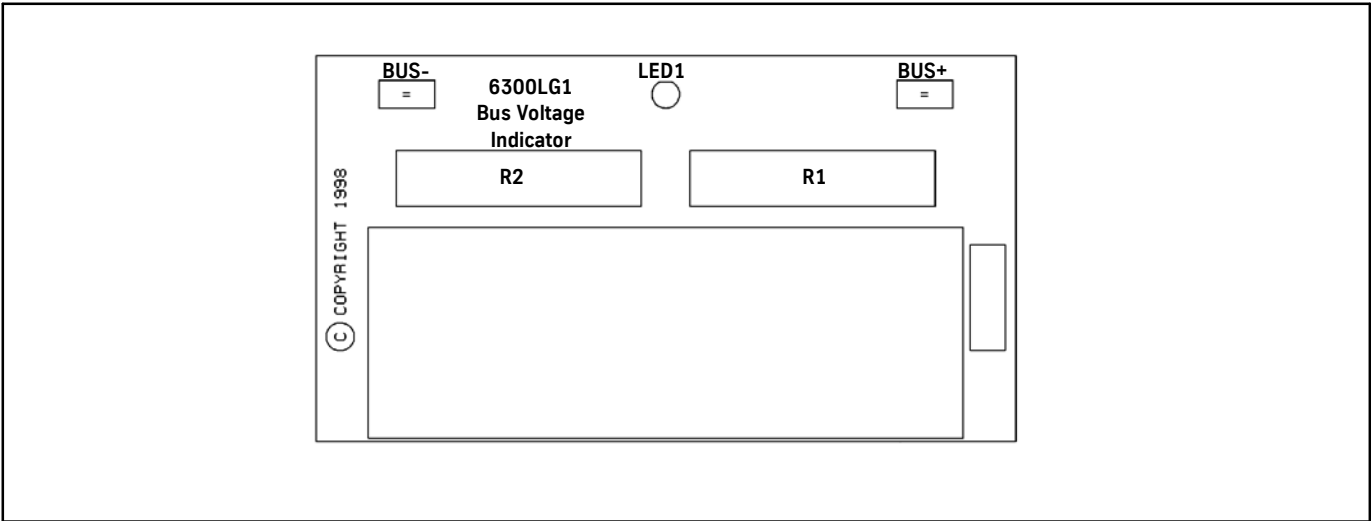 BUS-
6300LG1
Bus Voltage
Indicator
LED1
BUS+
=
=
R2
R1
© COPYRIGHT 1998